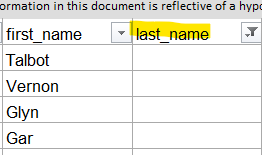 ormation in this document is reflective of a hypo
first_name last_name
Talbot
Vernon
Glyn
Gar